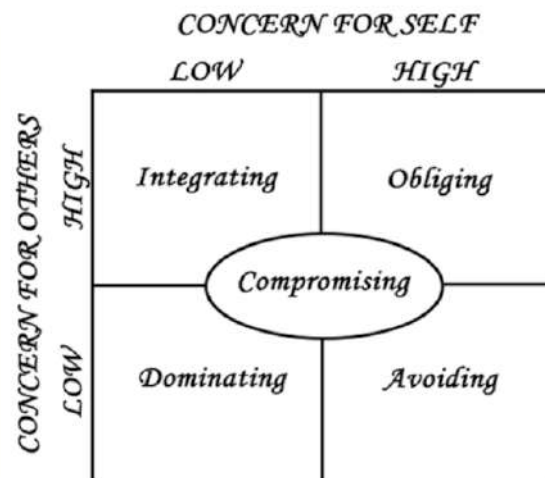 CONCERN FOR SELF
LOW HIGH
CONCERN FOR OTHERS
HIGH
Integrating Obliging
Compromising
LOW
Dominating Avoiding